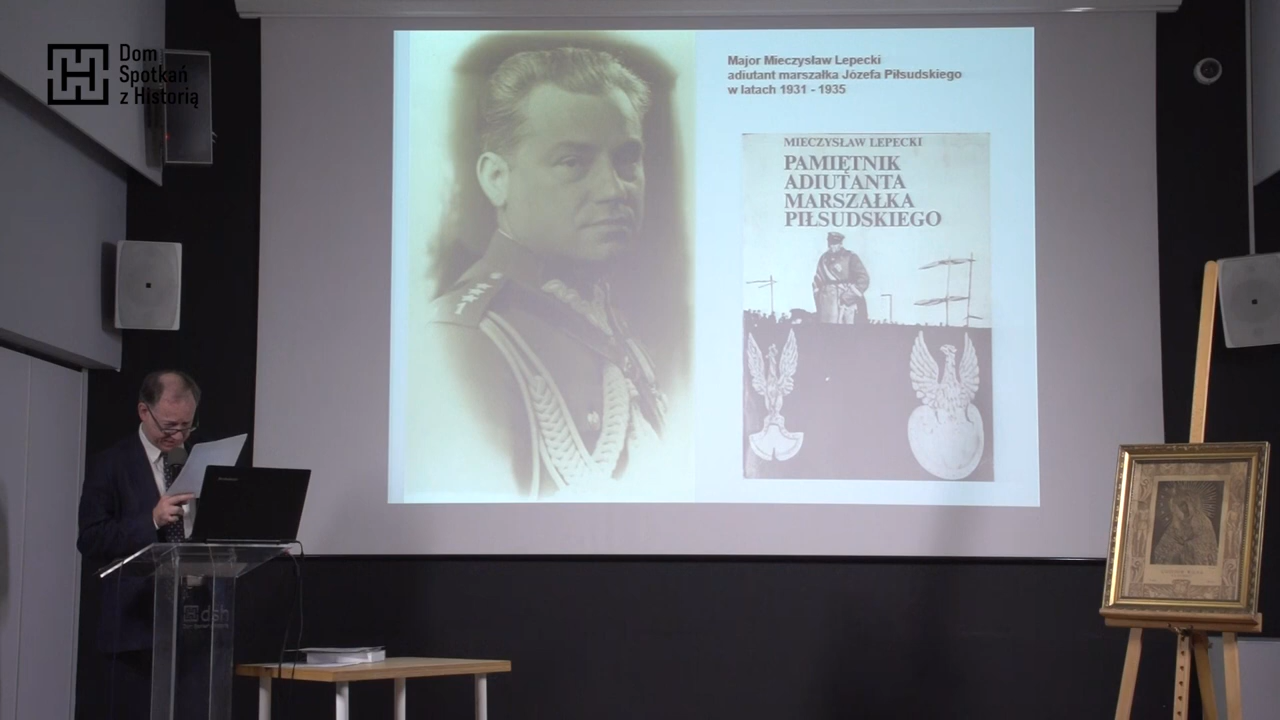 Dom
Spotkań
z Historią
Major Mieczysław Lepecki
adiutant marszałka Józefa Piłsudskiego
w latach 1931 - 1935
MIECZYSŁAW LEPECKI
PAMIĘTNIK
ADIUTANTA
MARSZAŁKA
PIŁSUDSKIEGO
dsh